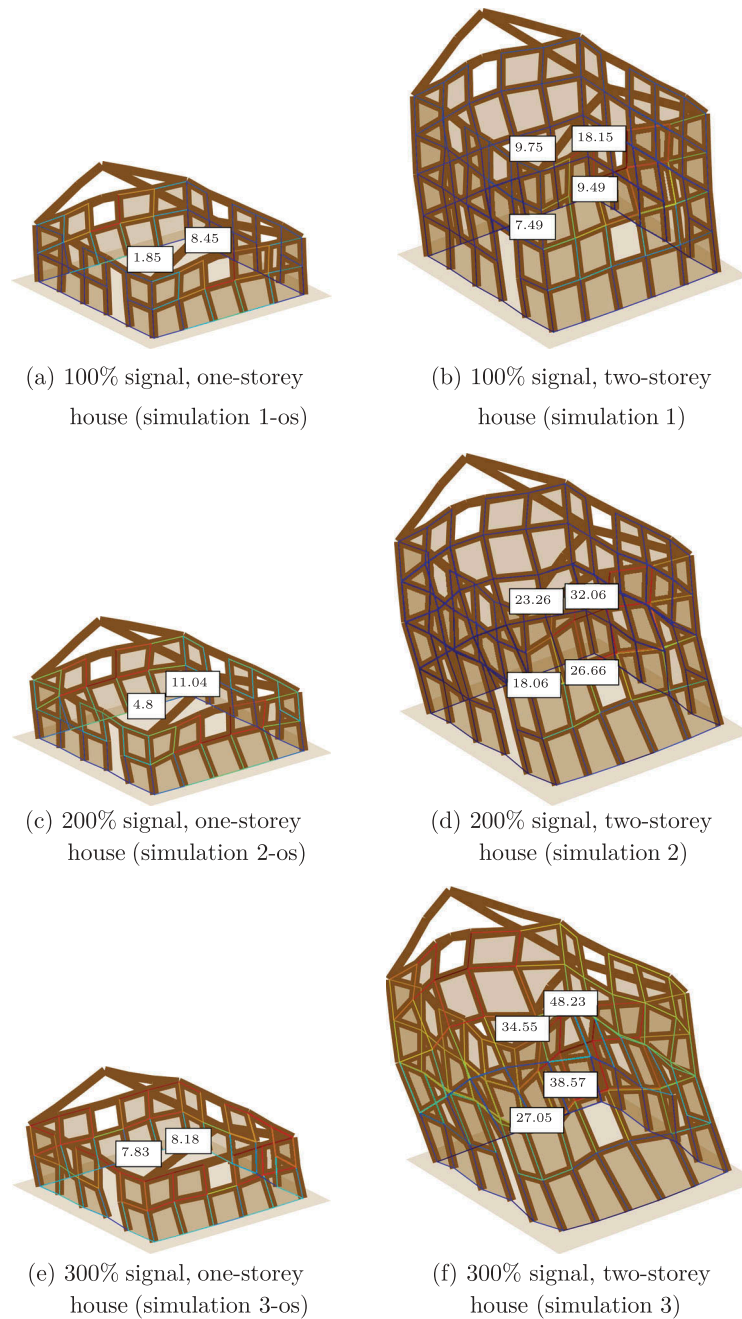 1.85
8.45
9.75
18.15
9.49
7.49
(a) 100% signal, one-storey
house (simulation 1-os)
(b) 100% signal, two-storey
house (simulation 1)
4.8
11.04
23.26
32.06
18.06
26.66
(c) 200% signal, one-storey
house (simulation 2-os)
(d) 200% signal, two-storey
house (simulation 2)
7.83
8.18
48.23
34.55
38.57
27.05
(e) 300% signal, one-storey
house (simulation 3-os)
(f) 300% signal, two-storey
house (simulation 3)